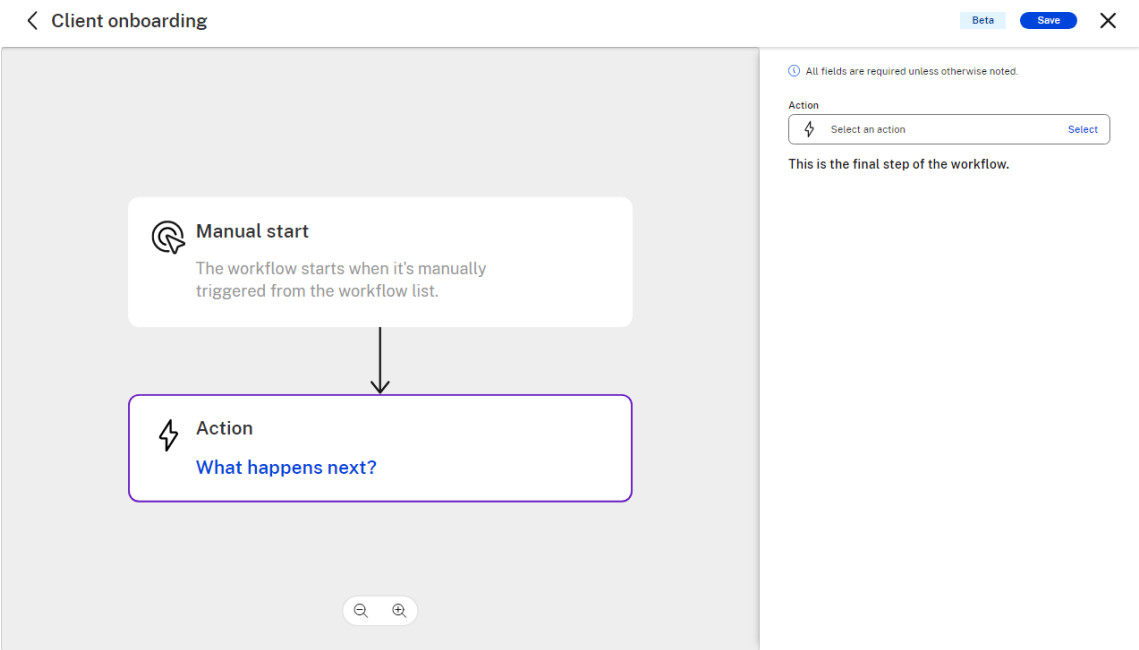 Client onboarding
Beta
Save
All fields are required unless otherwise noted.
Action
Select an action
Select
This is the final step of the workflow.
Manual start
The workflow starts when it's manually
triggered from the workflow list.
Action
What happens next?